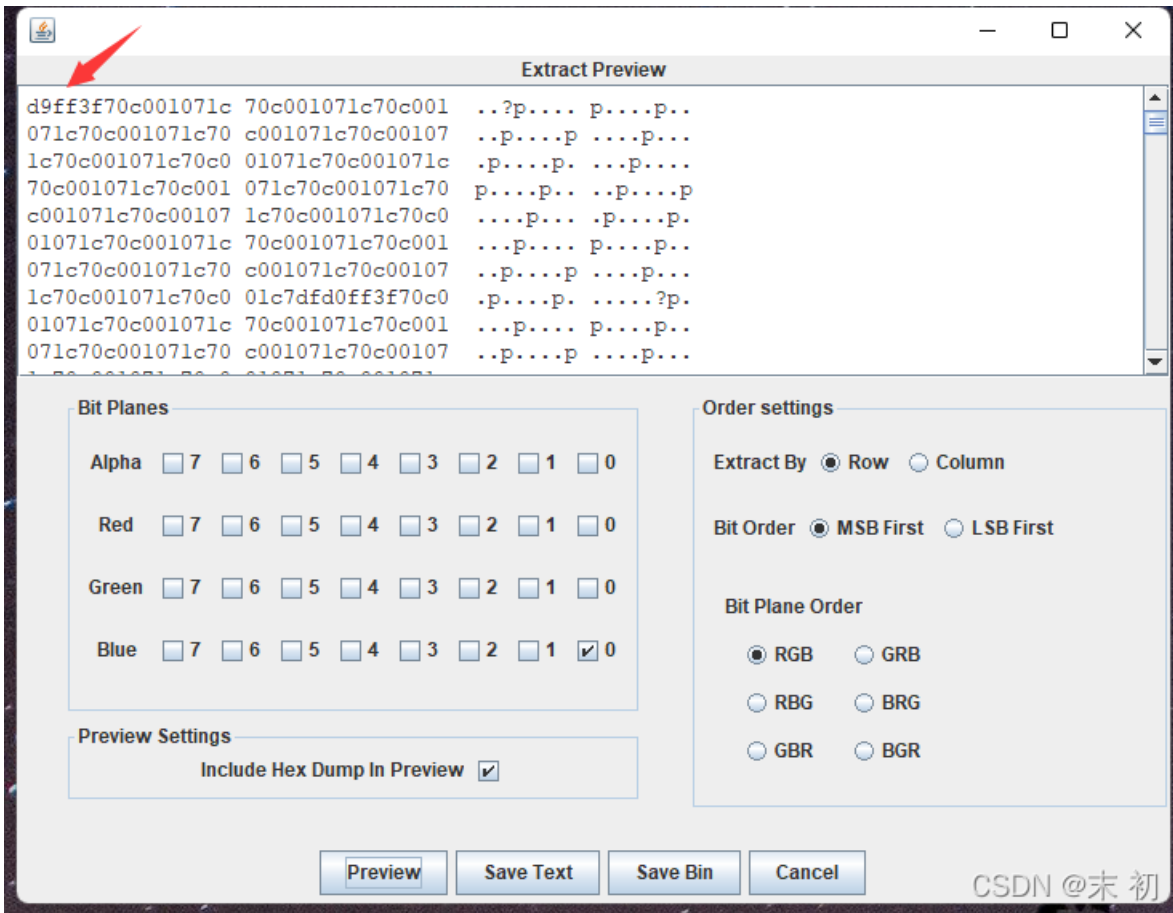 Extract Preview
d9ff3f70c001071c 70c001071c70c001 ..?p.... p....p..
071c70c001071c70 c001071c70c00107 ..p....p ....p...
1c70c001071c70c0 01071c70c001071c .p....p. ...p....
70c001071c70c001 071c70c001071c70 p....p.. ..p....p
c001071c70c00107 1c70c001071c70c0 ....p... .p....p.
01071c70c001071c 70c001071c70c001 ...p.... p....p..
071c70c001071c70 c001071c70c00107 ..p....p ....p...
1c70c001071c70c0 01c7dfd0ff3f70c0 .p....p. .....?p.
01071c70c001071c 70c001071c70c001 ...p.... p....p..
071c70c001071c70 c001071c70c00107 ..p....p ....p...
Bit Planes
Alpha 7 6 5 4 3 2 1 0
Red 7 6 5 4 3 2 1 0
Green 7 6 5 4 3 2 1 0
Blue 7 6 5 4 3 2 1 0
Preview Settings
Include Hex Dump In Preview
Order settings
Extract By Row Column
Bit Order MSB First LSB First
Bit Plane Order
RGB GRB
RBG BRG
GBR BGR
Preview Save Text Save Bin Cancel
CSDN @末 初